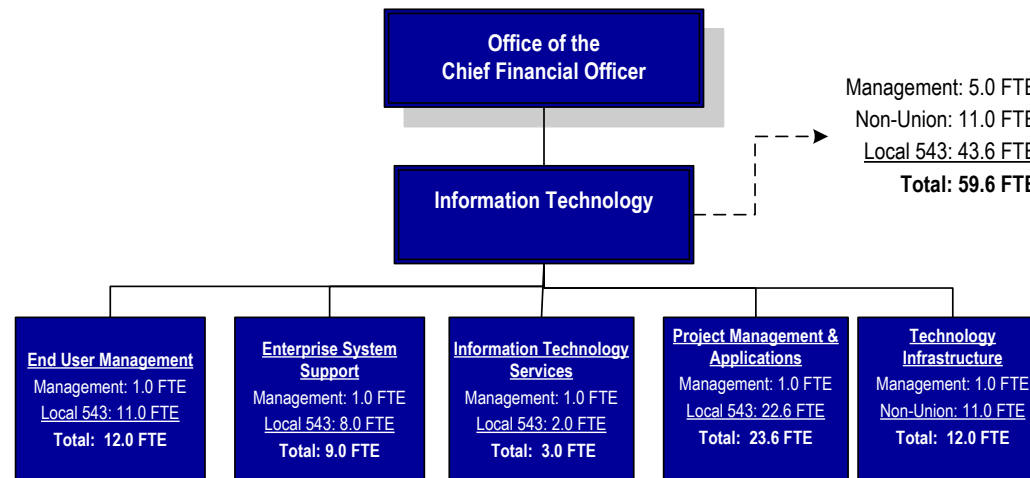 Office of the
Chief Financial Officer
Management: 5.0 FTE
Non-Union: 11.0 FTE
Local 543: 43.6 FTE
Total: 59.6 FTE
Information Technology
End User Management
Management: 1.0 FTE
Local 543: 11.0 FTE
Total: 12.0 FTE
Enterprise System
Support
Management: 1.0 FTE
Local 543: 8.0 FTE
Total: 9.0 FTE
Information Technology
Services
Management: 1.0 FTE
Local 543: 2.0 FTE
Total: 3.0 FTE
Project Management &
Applications
Management: 1.0 FTE
Local 543: 22.6 FTE
Total: 23.6 FTE
Technology
Infrastructure
Management: 1.0 FTE
Non-Union: 11.0 FTE
Total: 12.0 FTE